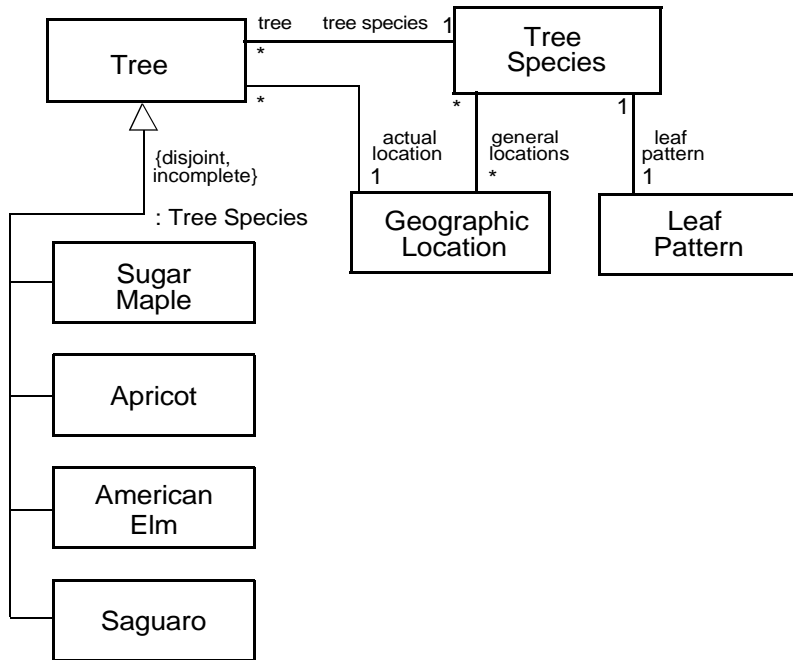 tree tree species 1
Tree
*
Tree
Species
*
*
1
{disjoint,
incomplete}
actual
location
1
general
locations
*
leaf
pattern
1
: Tree Species
Geographic
Location
Leaf
Pattern
Sugar
Maple
Apricot
American
Elm
Saguaro